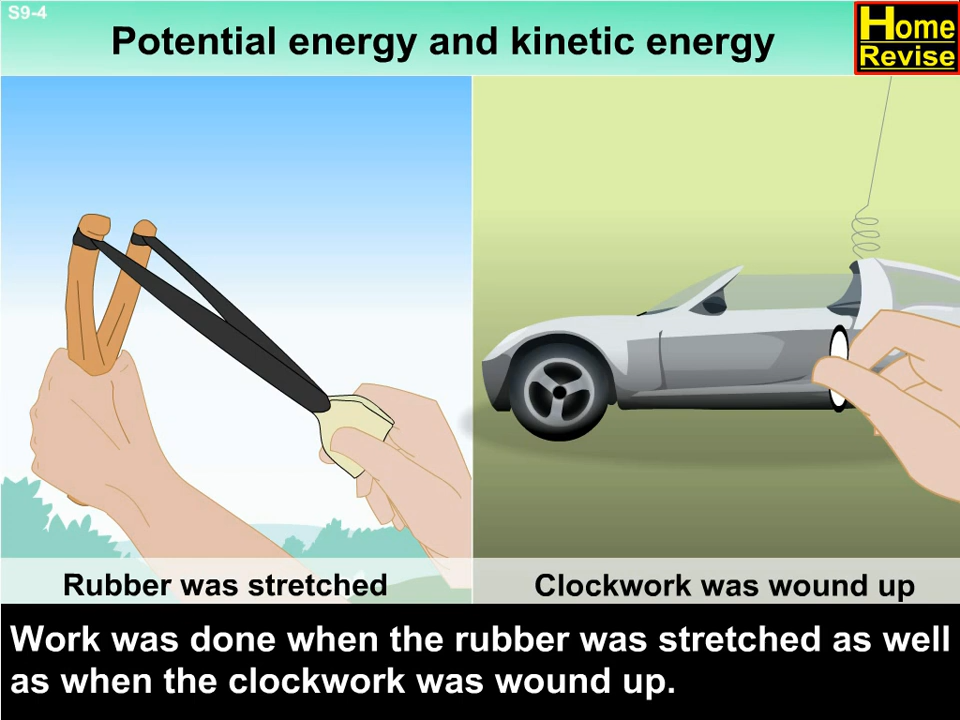 S9-4
Potential energy and kinetic energy
Home
Revise
Rubber was stretched
Clockwork was wound up
Work was done when the rubber was stretched as well
as when the clockwork was wound up.